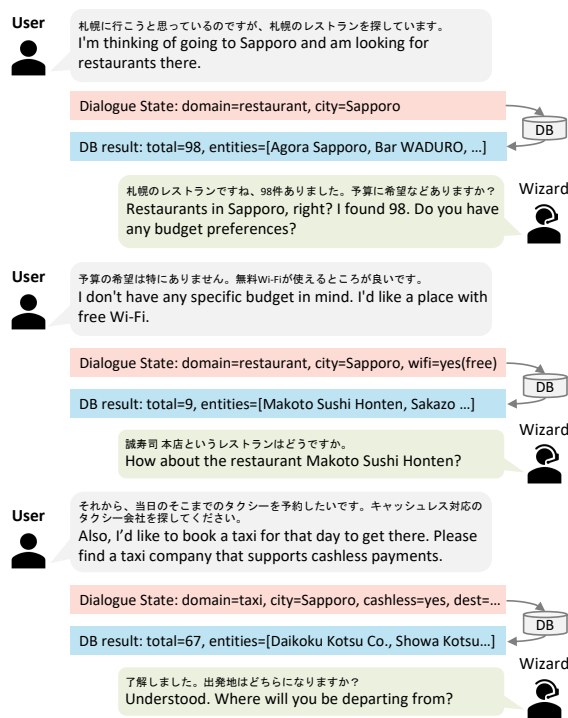 User
札幌に行こうと思っているのですが、札幌のレストランを探しています。
I'm thinking of going to Sapporo and am looking for
restaurants there.
Dialogue State: domain=restaurant, city=Sapporo
DB
DB result: total=98, entities=[Agora Sapporo, Bar WADURO, …]
Wizard
札幌のレストランですね、98件ありました。予算に希望などありますか？
Restaurants in Sapporo, right? I found 98. Do you have
any budget preferences?
User
予算の希望は特にありません。無料Wi-Fiが使えるところが良いです。
I don't have any specific budget in mind. I'd like a place with
free Wi-Fi.
Dialogue State: domain=restaurant, city=Sapporo, wifi=yes(free)
DB
DB result: total=9, entities=[Makoto Sushi Honten, Sakazo …]
Wizard
誠寿司 本店というレストランはどうですか。
How about the restaurant Makoto Sushi Honten?
User
それから、当日のそこまでのタクシーを予約したいです。キャッシュレス対応の
タクシー会社を探してください。
Also, I’d like to book a taxi for that day to get there. Please
find a taxi company that supports cashless payments.
Dialogue State: domain=taxi, city=Sapporo, cashless=yes, dest=…
DB
DB result: total=67, entities=[Daikoku Kotsu Co., Showa Kotsu…]
Wizard
了解しました。出発地はどちらになりますか？
Understood. Where will you be departing from?